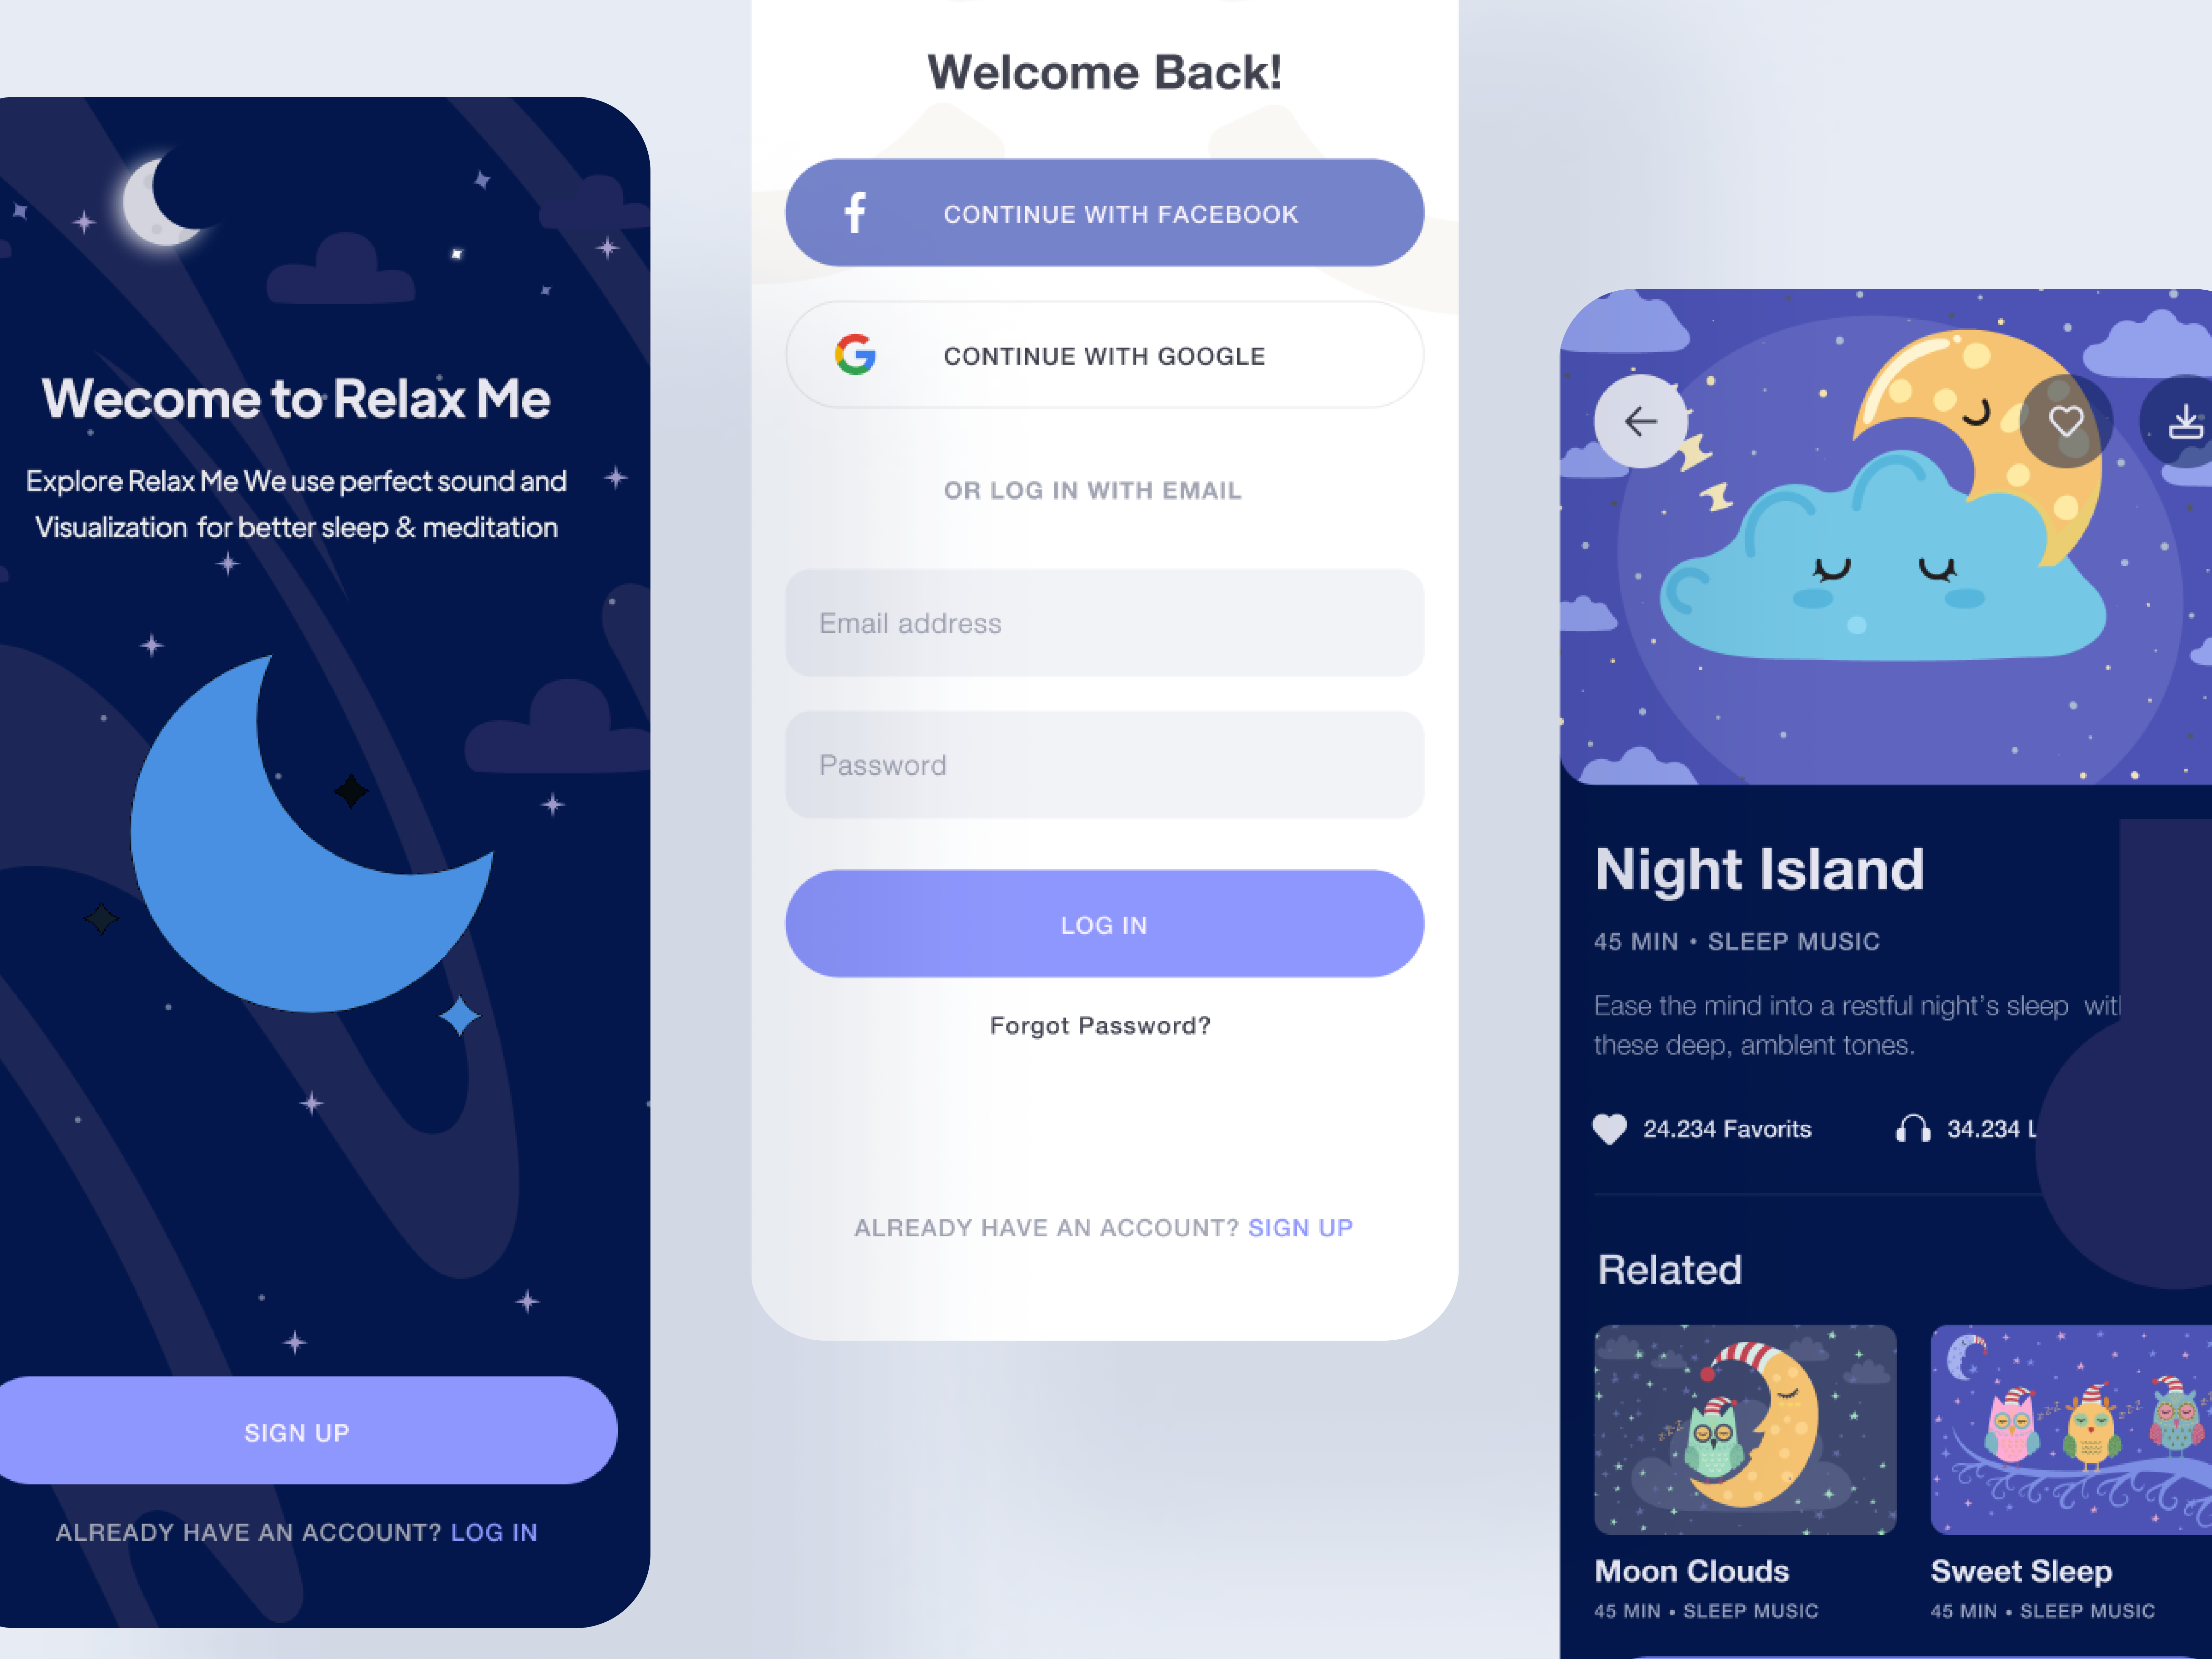 Wecome to Relax Me
Explore Relax Me We use perfect sound and
Visualization for better sleep & meditation
SIGN UP
ALREADY HAVE AN ACCOUNT? LOG IN
Welcome Back!
CONTINUE WITH FACEBOOK
CONTINUE WITH GOOGLE
OR LOG IN WITH EMAIL
Email address
Password
LOG IN
Forgot Password?
ALREADY HAVE AN ACCOUNT? SIGN UP
Night Island
45 MIN • SLEEP MUSIC
Ease the mind into a restful night's sleep
these deep, amblent tones.
24.234 Favorits
34.234
Related
zzz
zzz zzz
Moon Clouds
45 MIN • SLEEP MUSIC
Sweet Sleep
45 MIN • SLEEP MUSIC